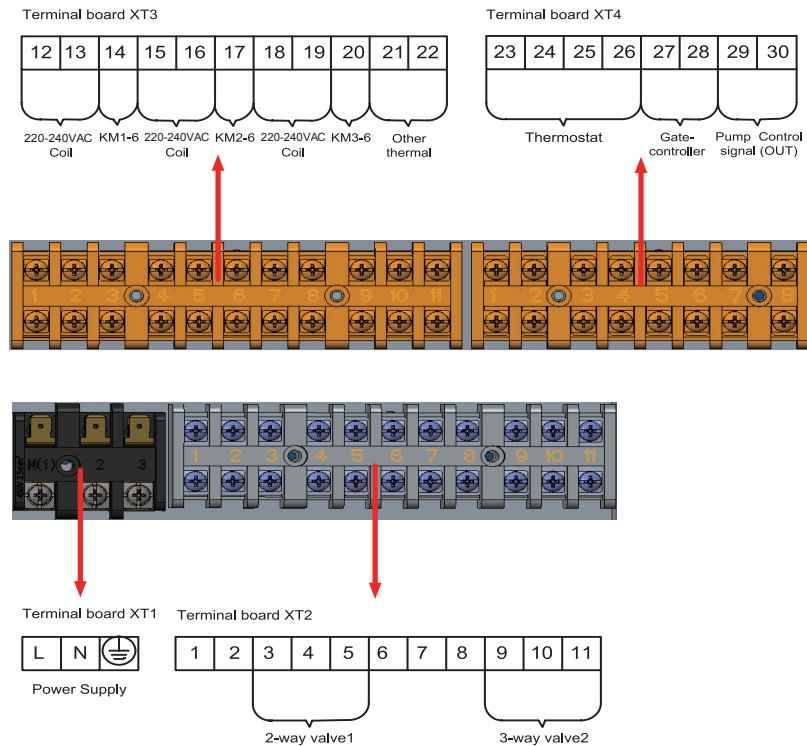 Terminal board XT3
Terminal board XT4
12 13 14 15 16 17 18 19 20 21 22
23 24 25 26 27 28 29 30
220-240VAC Coil
KM1-6
220-240VAC Coil
KM2-6
220-240VAC Coil
KM3-6
Other thermal
Thermostat
Gate-controller
Pump signal
Control (OUT)
1 2 3 4 5 6 7 8 9 10 11
1 2 3 4 5 6 7 8
N(1) 2 3
450V 2.5mm²
1 2 3 4 5 6 7 8 9 10 11
Terminal board XT1
Terminal board XT2
L N
1 2 3 4 5 6 7 8 9 10 11
Power Supply
2-way valve1
3-way valve2